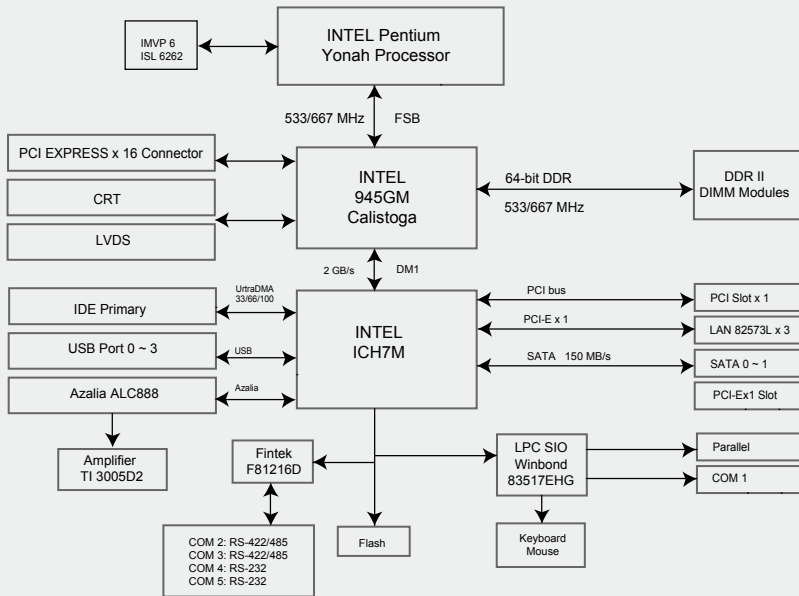 INTEL Pentium
Yonah Processor
IMVP 6
ISL 6262
533/667 MHz FSB
PCI EXPRESS x 16 Connector
CRT
LVDS
INTEL
945GM
Calistoga
64-bit DDR
533/667 MHz
DDR II
DIMM Modules
2 GB/s DM1
IDE Primary
UrtraDMA
33/66/100
USB Port 0 ~ 3
USB
Azalia ALC888
Azalia
INTEL
ICH7M
PCI bus
PCI Slot x 1
PCI-E x 1
LAN 82573L x 3
SATA 150 MB/s
SATA 0 ~ 1
PCI-Ex1 Slot
Amplifier
TI 3005D2
Fintek
F81216D
LPC SIO
Winbond
83517EHG
Parallel
COM 1
COM 2: RS-422/485
COM 3: RS-422/485
COM 4: RS-232
COM 5: RS-232
Flash
Keyboard
Mouse